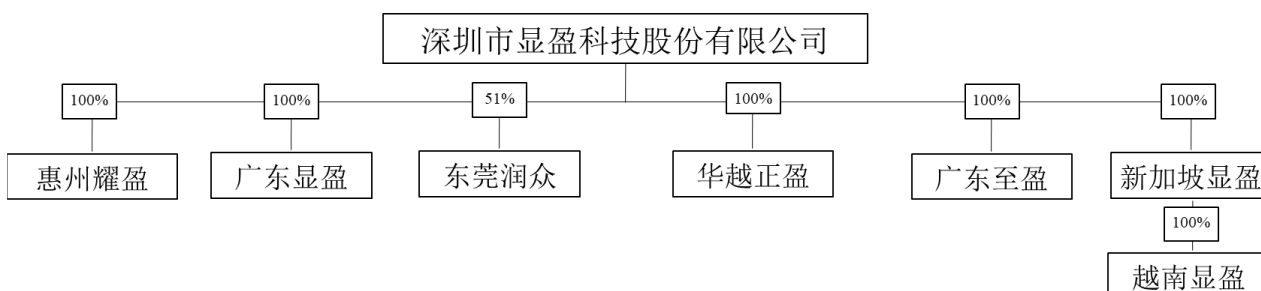 深圳市显盈科技股份有限公司
100% 100% 51% 100% 100% 100%
惠州耀盈 广东显盈 东莞润众 华越正盈 广东至盈 新加坡显盈
100%
越南显盈